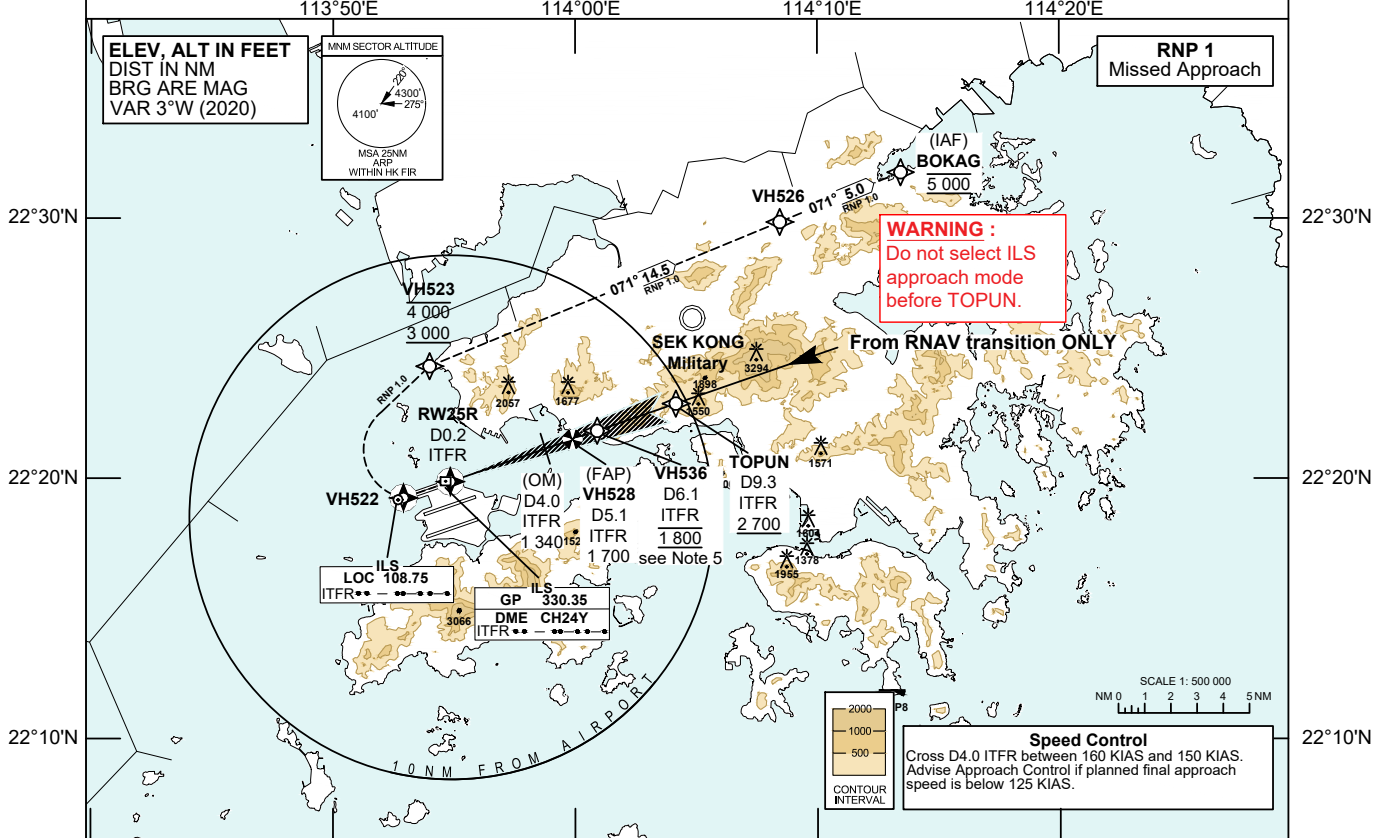 113°50'E
114°00'E
114°10'E
114°20'E
ELEV, ALT IN FEET
DIST IN NM
BRG ARE MAG
VAR 3°W (2020)
MNM SECTOR ALTITUDE
220°
4300'
275°
4100'
MSA 25NM
ARP
WITHIN HK FIR
RNP 1
Missed Approach
(IAF)
BOKAG
5 000
VH526
071° 5.0
RNP 1.0
22°30'N
22°30'N
WARNING :
Do not select ILS
approach mode
before TOPUN.
071° 14.5
RNP 1.0
VH523
4 000
3 000
SEK KONG
Military
From RNAV transition ONLY
3294
1898
1550
2057
1677
RNP 1.0
RW25R
D0.2
ITFR
1571
22°20'N
22°20'N
VH522
(OM)
D4.0
ITFR
1 340
(FAP)
VH528
D5.1
ITFR
1 700
VH536
D6.1
ITFR
1 800
see Note 5
TOPUN
D9.3
ITFR
2 700
152
1604
1378
1955
ILS
LOC 108.75
ITFR
ILS
GP 330.35
DME CH24Y
ITFR
3066
10NM FROM AIRPORT
SCALE 1: 500 000
NM 0 1 2 3 4 5 NM
P8
2000
1000
500
CONTOUR
INTERVAL
22°10'N
22°10'N
Speed Control
Cross D4.0 ITFR between 160 KIAS and 150 KIAS.
Advise Approach Control if planned final approach
speed is below 125 KIAS.